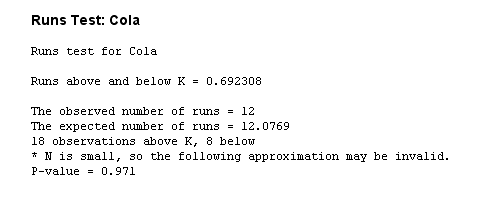 Runs Test: Cola
Runs test for Cola
Runs above and below K = 0.692308
The observed number of runs = 12
The expected number of runs = 12.0769
18 observations above K, 8 below
* N is small, so the following approximation may be invalid.
P-value = 0.971